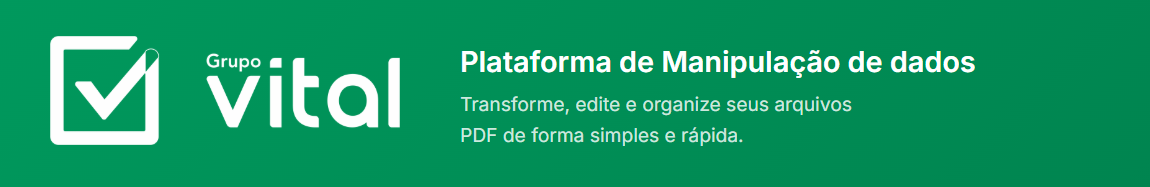 Grupo
vital
Plataforma de Manipulação de dados
Transforme, edite e organize seus arquivos
PDF de forma simples e rápida.